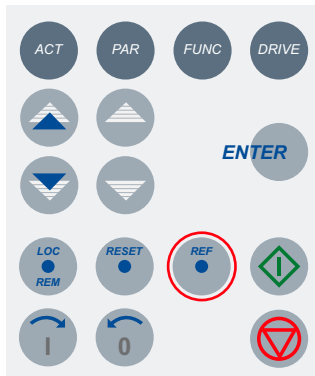 ACT PAR FUNC DRIVE
ENTER
LOC RESET REF
REM
I 0